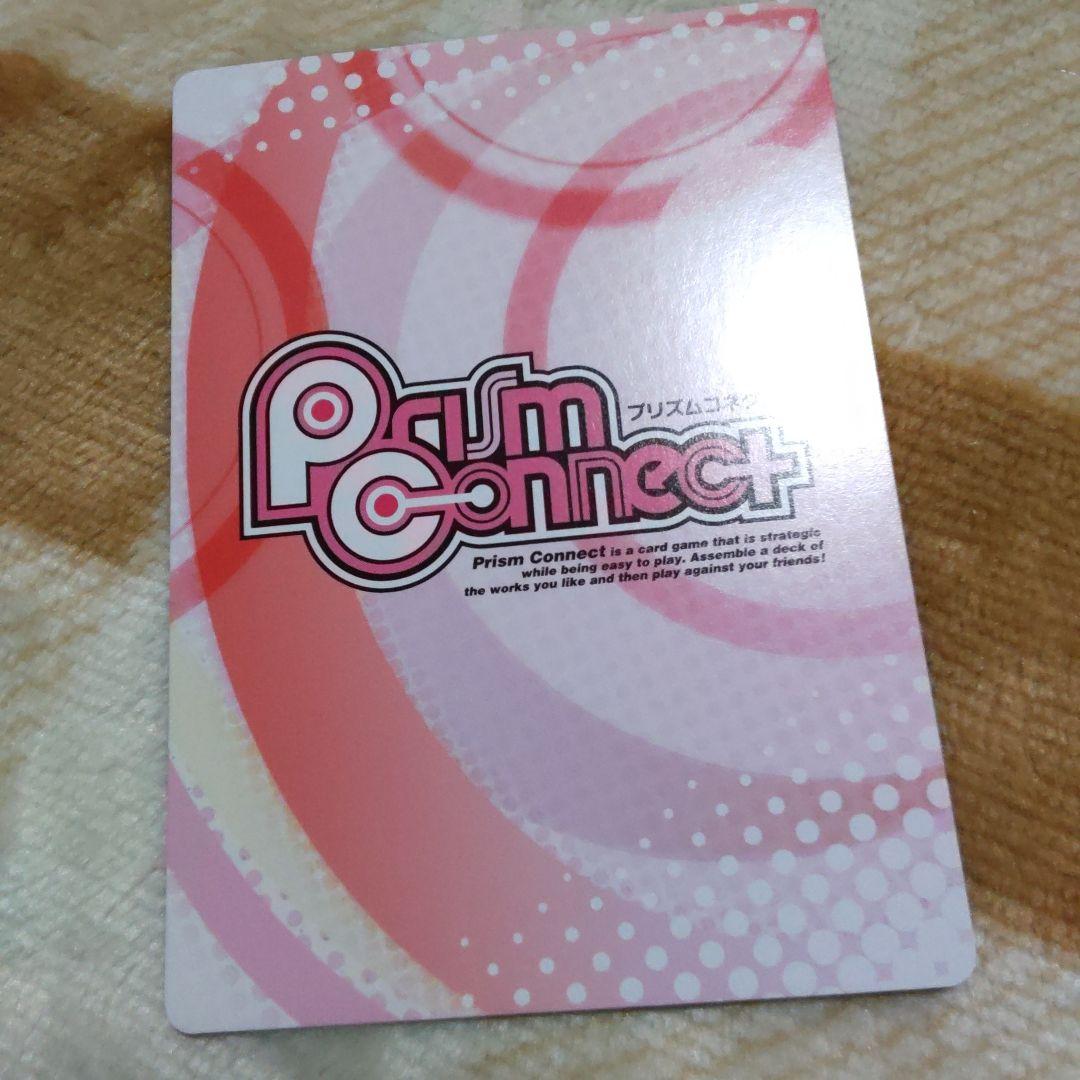 Prism
プリズムコネク
Connect
Prism Connect is a card game that is strategic
while being easy to play. Assemble a deck of
the works you like and then play against your friends!